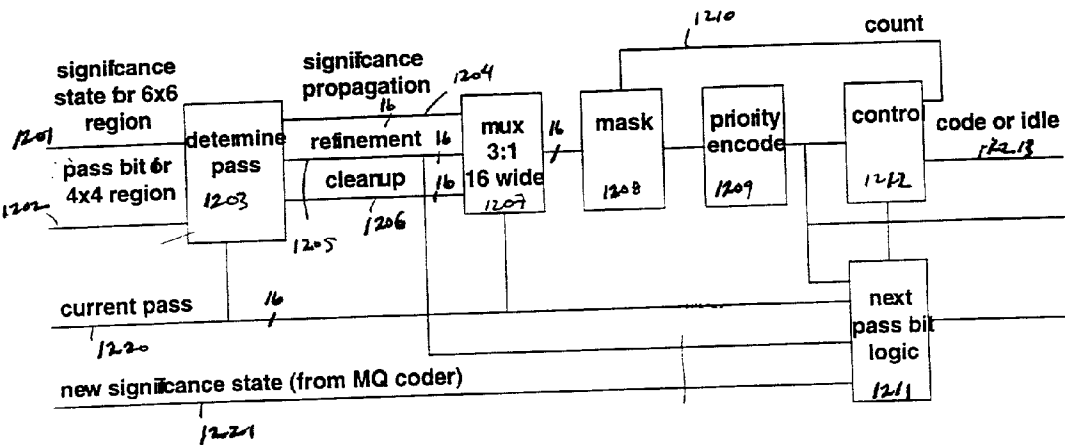 1210
count
signifcance
state for 6x6
region
1201
pass bit for
4x4 region
1202
determine
pass
1203
signifcance
propagation
1204
16
refinement
16
cleanup
16
1205
1206
mux
3:1
16 wide
1207
16
mask
1208
priority
encode
1209
control
1212
code or idle
1213
current pass
16
1220
new significance state (from MQ coder)
1221
next
pass bit
logic
1211